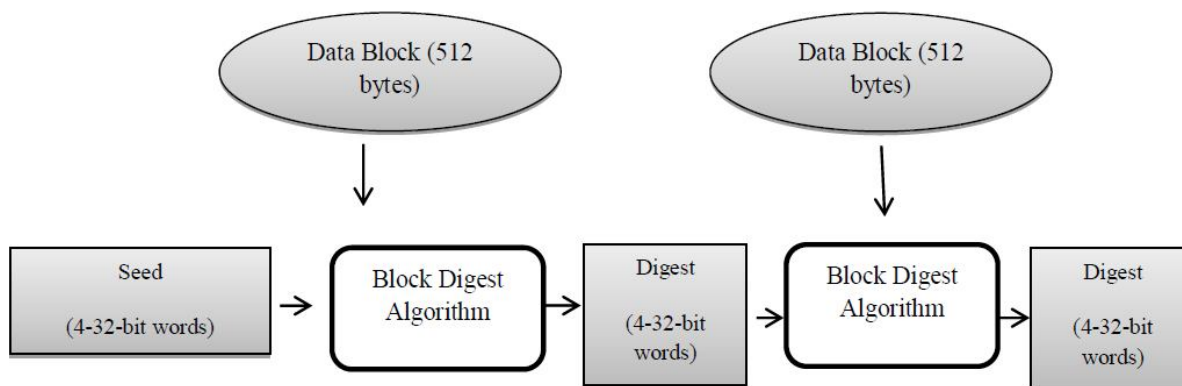 Data Block (512
bytes)
Data Block (512
bytes)
Seed
(4-32-bit words)
Block Digest
Algorithm
Digest
(4-32-bit
words)
Block Digest
Algorithm
Digest
(4-32-bit
words)